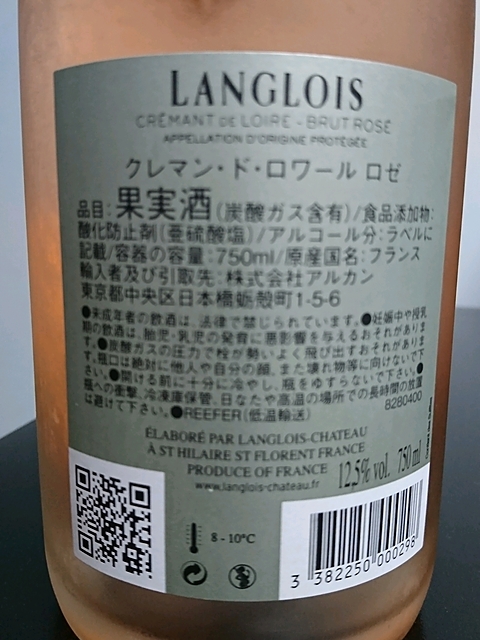 LANGLOIS
CRÉMANT DE LOIRE - BRUT ROSÉ
APPELLATION D'ORIGINE PROTÉGÉE
クレマン・ド・ロワール ロゼ
品目:果実酒(炭酸ガス含有)/食品添加物:
酸化防止剤(亜硫酸塩)/アルコール分:ラベルに
記載/容器の容量:750ml/原産国名:フランス
輸入者及び引取先:株式会社アルカン
東京都中央区日本橋蛎殻町1-5-6
●未成年者の飲酒は、法律で禁じられています。●妊娠中や授乳
期の飲酒は、胎児・乳児の発育に悪影響を与えるおそれがありま
す。●炭酸ガスの圧力で栓が勢いよく飛び出すおそれがありま
す。瓶口は絶対に他人や自分の顔、また壊れ物等に向けないで下
さい。●開ける前に十分に冷やし、瓶をゆすらないで下さい。●
瓶への衝撃、冷凍庫保管、日なたや高温の場所での長時間の放置
は避けて下さい。●REEFER(低温輸送) 8280400
ÉLABORÉ PAR LANGLOIS-CHATEAU
À ST HILAIRE ST FLORENT FRANCE
PRODUCE OF FRANCE
www.langlois-chateau.fr
12,5% vol. 750 ml
8 - 10°C
3 382250 000298